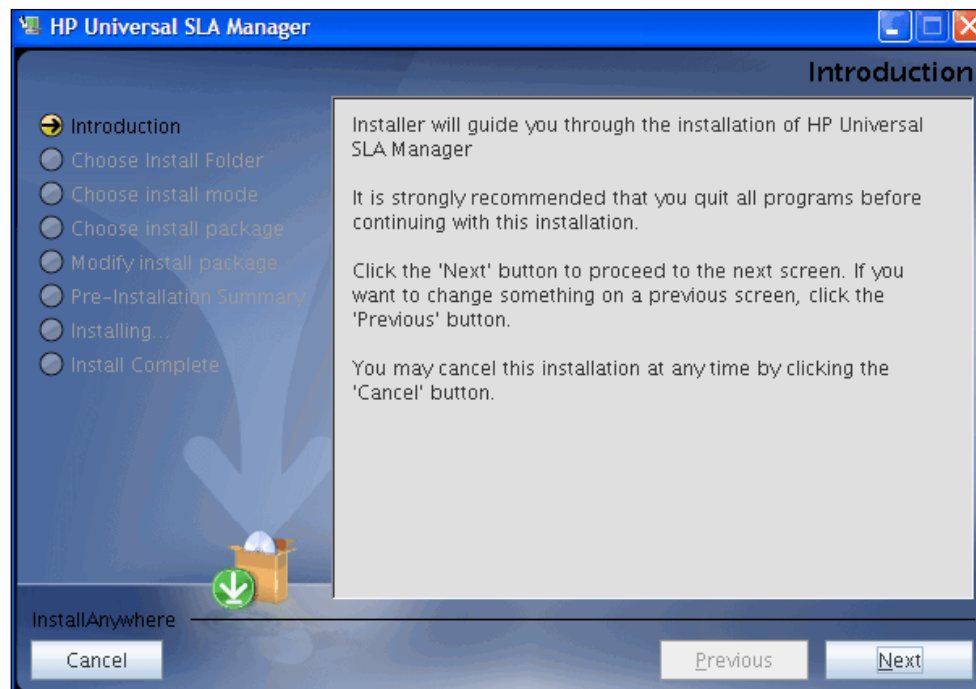 HP Universal SLA Manager
Introduction
Introduction
Choose Install Folder
Choose install mode
Choose install package
Modify install package
Pre-Installation Summary
Installing...
Install Complete
Installer will guide you through the installation of HP Universal
SLA Manager
It is strongly recommended that you quit all programs before
continuing with this installation.
Click the 'Next' button to proceed to the next screen. If you
want to change something on a previous screen, click the
'Previous' button.
You may cancel this installation at any time by clicking the
'Cancel' button.
InstallAnywhere
Cancel
Previous
Next